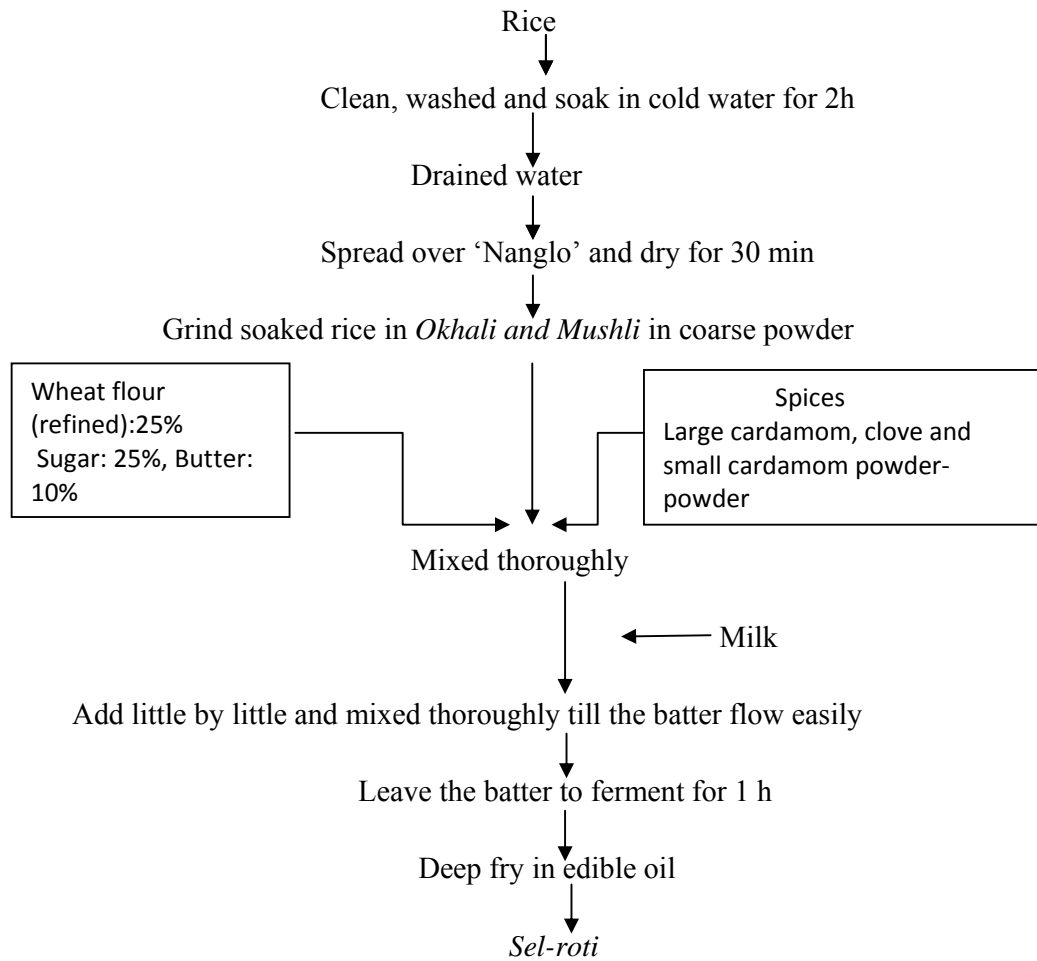 Rice
Clean, washed and soak in cold water for 2h
Drained water
Spread over ‘Nanglo’ and dry for 30 min
Grind soaked rice in Okhali and Mushli in coarse powder
Wheat flour
(refined):25%
Sugar: 25%, Butter:
10%
Spices
Large cardamom, clove and
small cardamom powder-
powder
Mixed thoroughly
Milk
Add little by little and mixed thoroughly till the batter flow easily
Leave the batter to ferment for 1 h
Deep fry in edible oil
Sel-roti